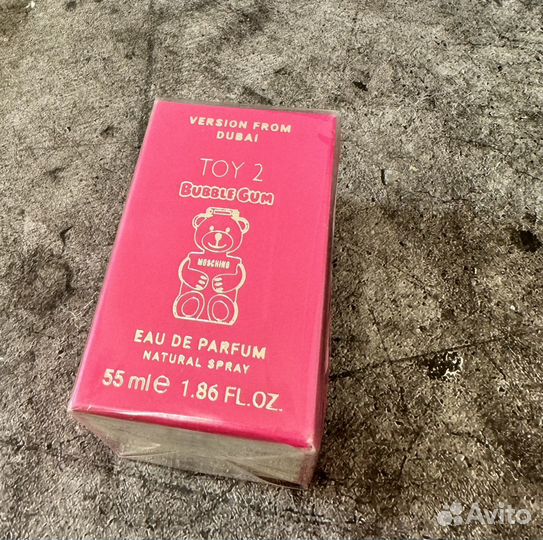 VERSION FROM
DUBAI
TOY 2
BUBBLE GUM
MOSCHINO
EAU DE PARFUM
NATURAL SPRAY
55 ml e 1.86 FL.OZ.
Avito